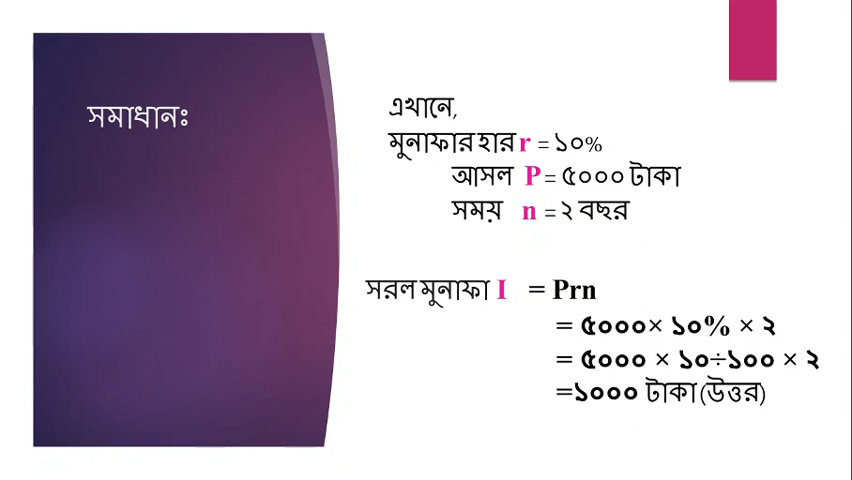 সমাধানঃ
এখানে,
মুনাফার হার r = ১০%
আসল P = ৫০০০ টাকা
সময় n = ২ বছর
সরল মুনাফা I = Prn
= ৫০০০× ১০% × ২
= ৫০০০ × ১০÷১০০ × ২
=১০০০ টাকা (উত্তর)